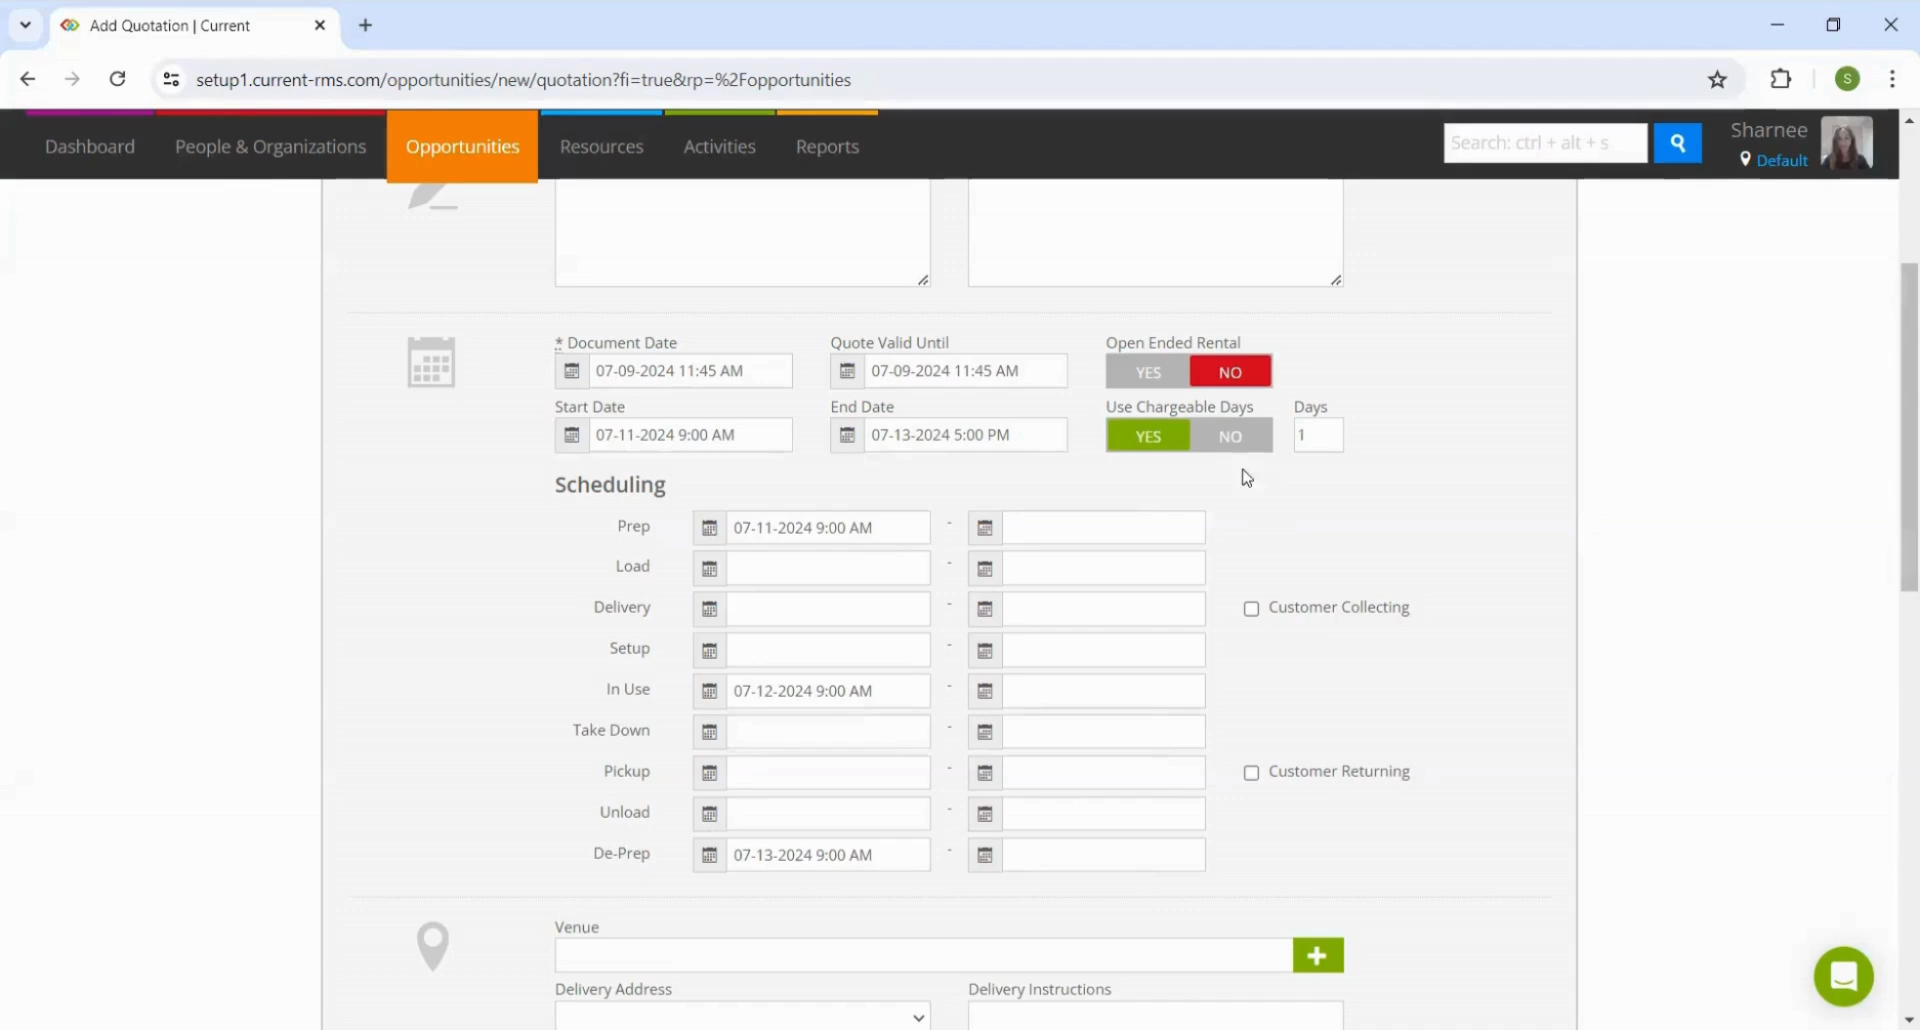 Add Quotation | Current
setup1.current-rms.com/opportunities/new/quotation?fi=true&rp=%2Fopportunities
S
Dashboard People & Organizations Opportunities Resources Activities Reports Search: ctrl + alt + s Sharnee
Default
* Document Date Quote Valid Until Open Ended Rental
07-09-2024 11:45 AM 07-09-2024 11:45 AM YES NO
Start Date End Date Use Chargeable Days Days
07-11-2024 9:00 AM 07-13-2024 5:00 PM YES NO 1
Scheduling
Prep 07-11-2024 9:00 AM -
Load -
Delivery - Customer Collecting
Setup -
In Use 07-12-2024 9:00 AM -
Take Down -
Pickup - Customer Returning
Unload -
De-Prep 07-13-2024 9:00 AM -
Venue
+
Delivery Address Delivery Instructions